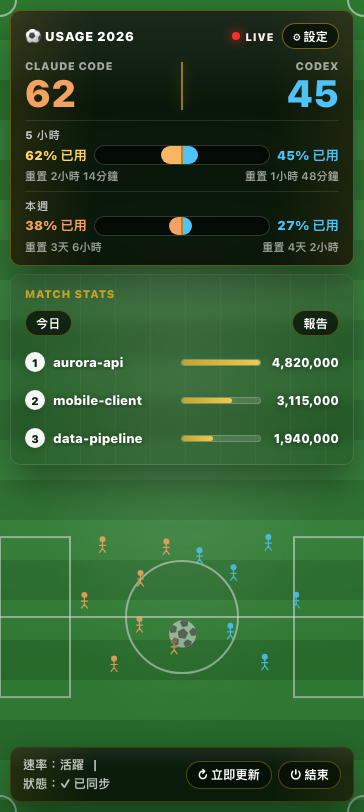 USAGE 2026
LIVE
設定
CLAUDE CODE
CODEX
62
45
5 小時
62% 已用
45% 已用
重置 2小時 14分鐘
重置 1小時 48分鐘
本週
38% 已用
27% 已用
重置 3天 6小時
重置 4天 2小時
MATCH STATS
今日
報告
1 aurora-api 4,820,000
2 mobile-client 3,115,000
3 data-pipeline 1,940,000
速率：活躍 |
狀態：✓ 已同步
↻ 立即更新
⏻ 結束